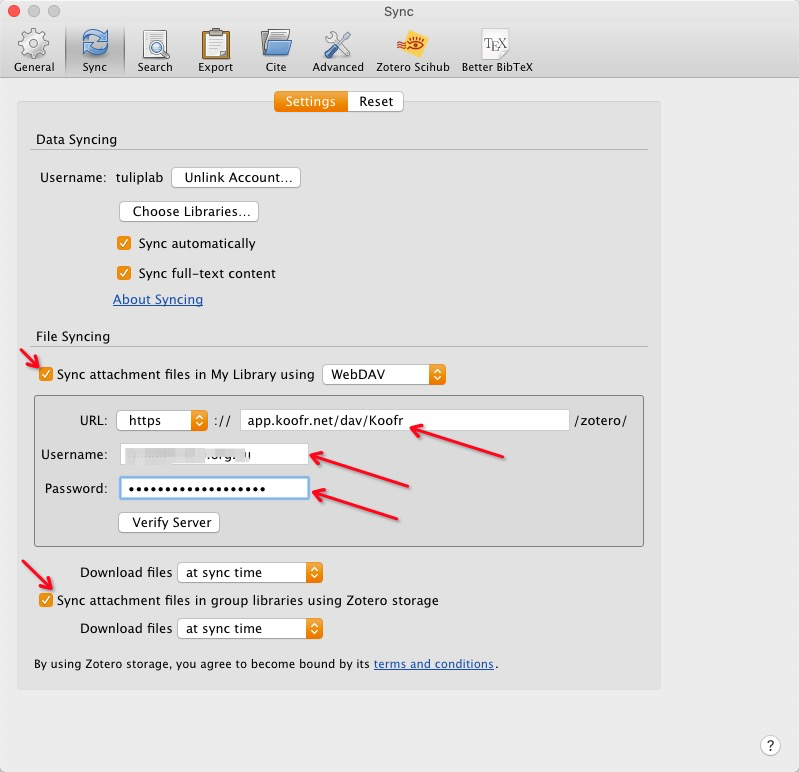 Sync
General Sync Search Export Cite Advanced Zotero Scihub Better BibTeX
TEX
Settings Reset
Data Syncing
Username: tuliplab Unlink Account...
Choose Libraries...
Sync automatically
Sync full-text content
About Syncing
File Syncing
Sync attachment files in My Library using WebDAV
URL: https :// app.koofr.net/dav/Koofr /zotero/
Username:
Password: •••••••••••••••••••
Verify Server
Download files at sync time
Sync attachment files in group libraries using Zotero storage
Download files at sync time
By using Zotero storage, you agree to become bound by its terms and conditions.
?